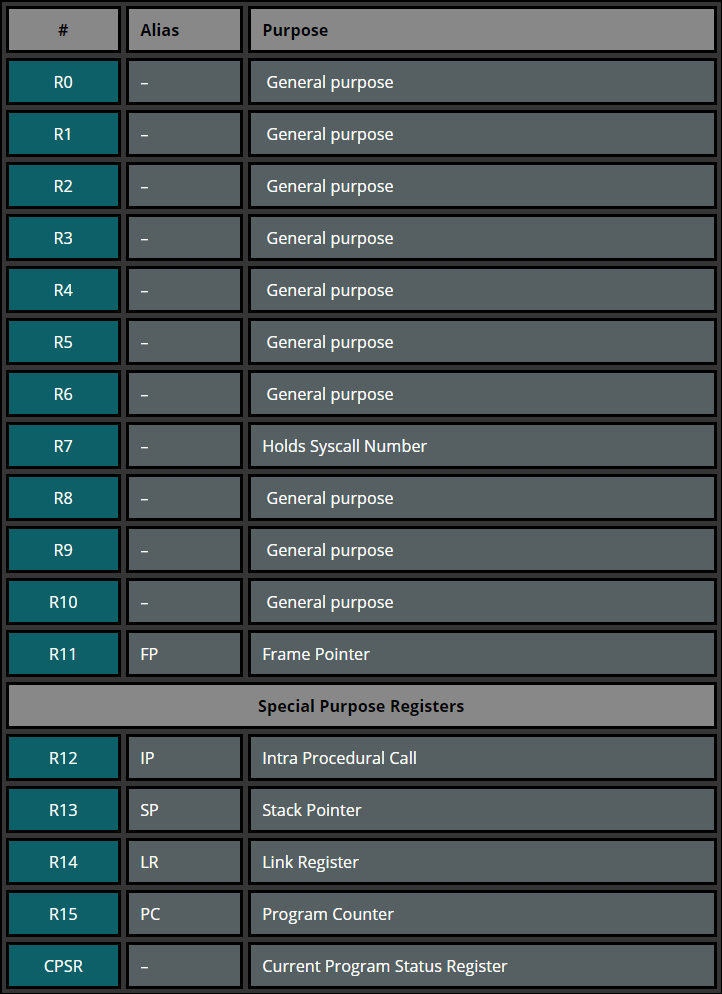 # Alias Purpose
R0 – General purpose
R1 – General purpose
R2 – General purpose
R3 – General purpose
R4 – General purpose
R5 – General purpose
R6 – General purpose
R7 – Holds Syscall Number
R8 – General purpose
R9 – General purpose
R10 – General purpose
R11 FP Frame Pointer
Special Purpose Registers
R12 IP Intra Procedural Call
R13 SP Stack Pointer
R14 LR Link Register
R15 PC Program Counter
CPSR – Current Program Status Register